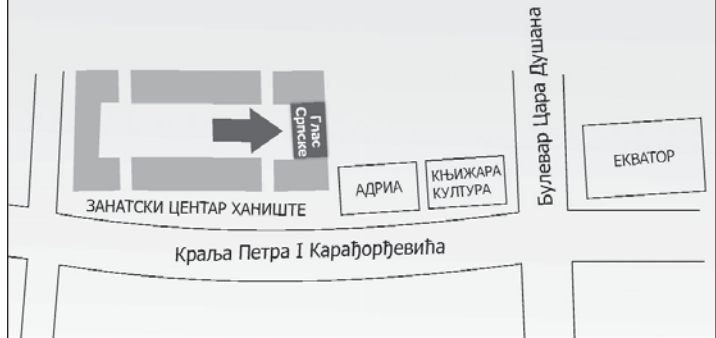 Булевар Цара Душана
Глас
Српске
ЕКВАТОР
АДРИА
КЊИЖАРА
КУЛТУРА
ЗАНАТСКИ ЦЕНТАР ХАНИШТЕ
Краља Петра I Карађорђевића